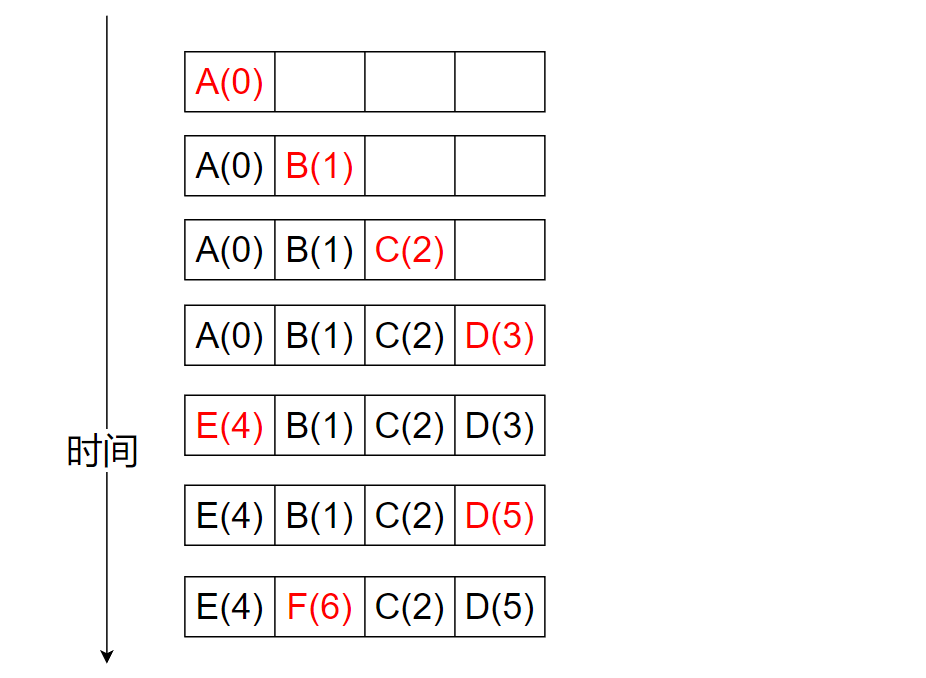 A(0)
A(0) B(1)
A(0) B(1) C(2)
A(0) B(1) C(2) D(3)
E(4) B(1) C(2) D(3)
时间
E(4) B(1) C(2) D(5)
E(4) F(6) C(2) D(5)